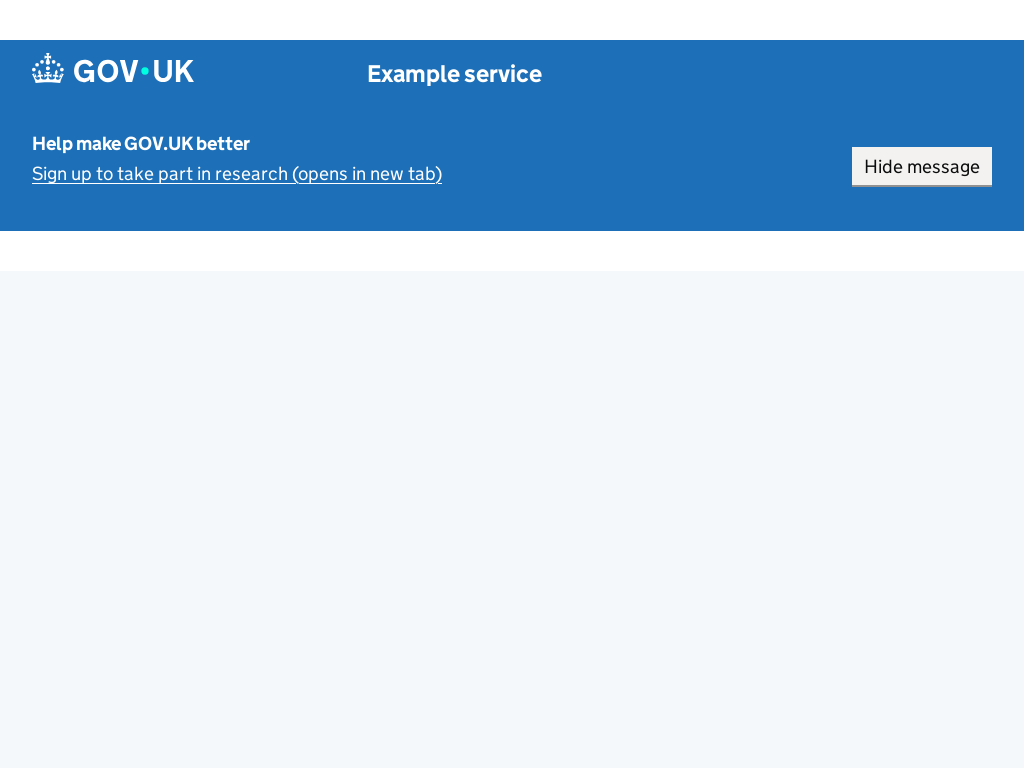 GOV•UK
Example service
Help make GOV.UK better
Sign up to take part in research (opens in new tab)
Hide message